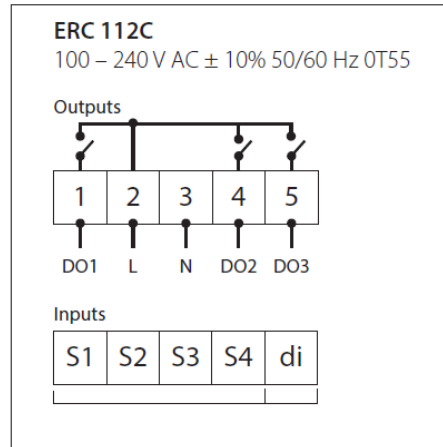 ERC 112C
100 – 240 V AC ± 10% 50/60 Hz 0T55
Outputs
1 2 3 4 5
DO1 L N DO2 DO3
Inputs
S1 S2 S3 S4 di